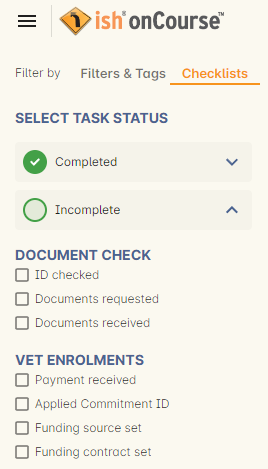 ish® onCourse™
Filter by Filters & Tags Checklists
SELECT TASK STATUS
Completed
Incomplete
DOCUMENT CHECK
ID checked
Documents requested
Documents received
VET ENROLMENTS
Payment received
Applied Commitment ID
Funding source set
Funding contract set